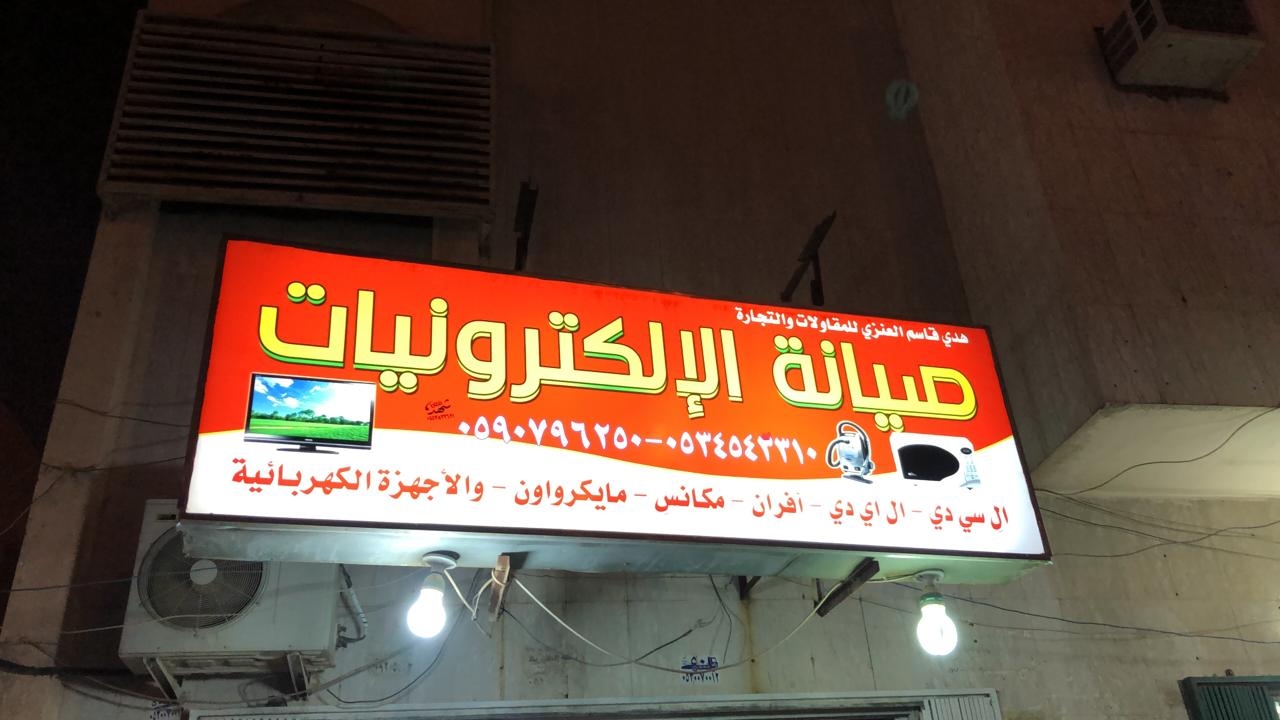 هدي قاسم العنزي للمقاولات والتجارة
صيانة الإلكترونيات
٠٥٩٠٧٩٦٢٥٠-٠٥٣٤٥٤٢٣١٠
ال سي دي - ال اي دي - أفران - مكانس - مايكرواون - والأجهزة الكهربائية